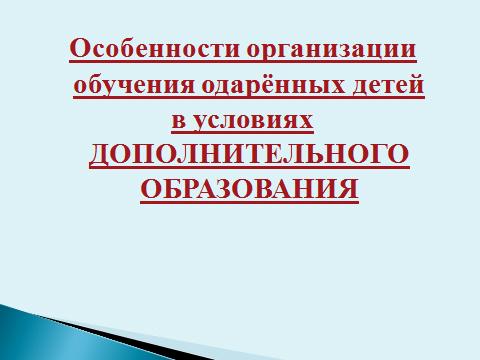 Особенности организации
обучения одарённых детей
в условиях
ДОПОЛНИТЕЛЬНОГО
ОБРАЗОВАНИЯ